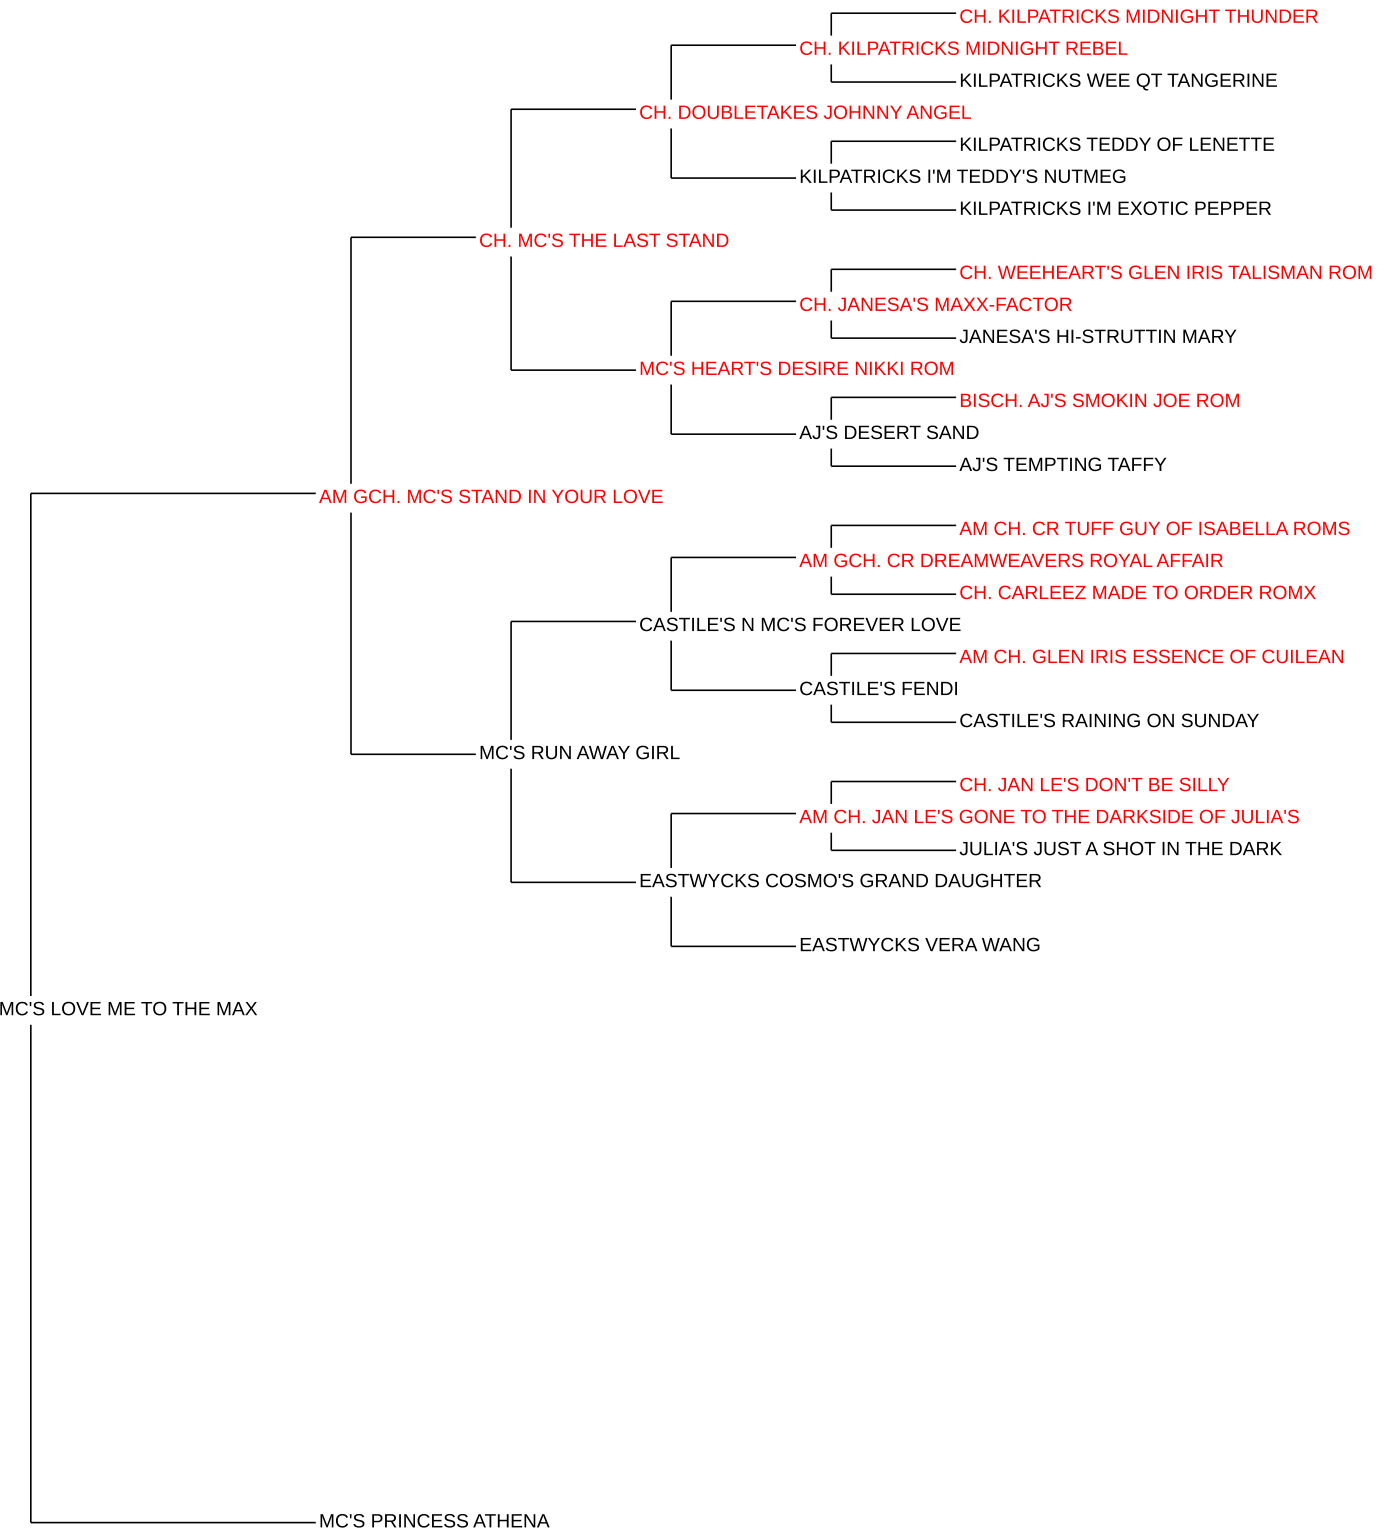 CH. KILPATRICKS MIDNIGHT THUNDER
CH. KILPATRICKS MIDNIGHT REBEL
KILPATRICKS WEE QT TANGERINE
CH. DOUBLETAKES JOHNNY ANGEL
KILPATRICKS TEDDY OF LENETTE
KILPATRICKS I'M TEDDY'S NUTMEG
KILPATRICKS I'M EXOTIC PEPPER
CH. MC'S THE LAST STAND
CH. WEEHEART'S GLEN IRIS TALISMAN ROM
CH. JANESA'S MAXX-FACTOR
JANESA'S HI-STRUTTIN MARY
MC'S HEART'S DESIRE NIKKI ROM
BISCH. AJ'S SMOKIN JOE ROM
AJ'S DESERT SAND
AJ'S TEMPTING TAFFY
AM GCH. MC'S STAND IN YOUR LOVE
AM CH. CR TUFF GUY OF ISABELLA ROMS
AM GCH. CR DREAMWEAVERS ROYAL AFFAIR
CH. CARLEEZ MADE TO ORDER ROMX
CASTILE'S N MC'S FOREVER LOVE
AM CH. GLEN IRIS ESSENCE OF CUILEAN
CASTILE'S FENDI
CASTILE'S RAINING ON SUNDAY
MC'S RUN AWAY GIRL
CH. JAN LE'S DON'T BE SILLY
AM CH. JAN LE'S GONE TO THE DARKSIDE OF JULIA'S
JULIA'S JUST A SHOT IN THE DARK
EASTWYCKS COSMO'S GRAND DAUGHTER
EASTWYCKS VERA WANG
MC'S LOVE ME TO THE MAX
MC'S PRINCESS ATHENA